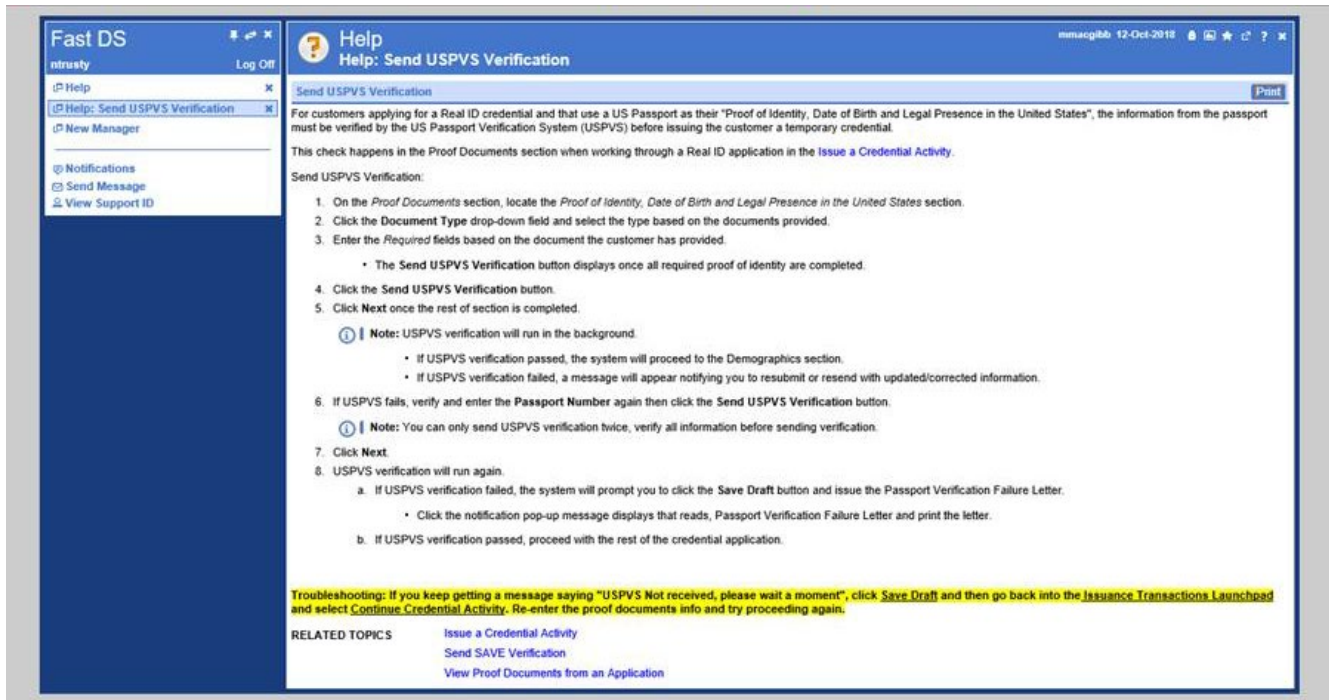 Fast DS
ntrusty Log Off
Help
Help: Send USPVS Verification
New Manager
Notifications
Send Message
View Support ID
Help
Help: Send USPVS Verification
mmacgibb 12-Oct-2018
Send USPVS Verification Print
For customers applying for a Real ID credential and that use a US Passport as their "Proof of Identity, Date of Birth and Legal Presence in the United States", the information from the passport
must be verified by the US Passport Verification System (USPVS) before issuing the customer a temporary credential.
This check happens in the Proof Documents section when working through a Real ID application in the Issue a Credential Activity.
Send USPVS Verification:
1. On the Proof Documents section, locate the Proof of Identity, Date of Birth and Legal Presence in the United States section.
2. Click the Document Type drop-down field and select the type based on the documents provided.
3. Enter the Required fields based on the document the customer has provided.
• The Send USPVS Verification button displays once all required proof of identity are completed.
4. Click the Send USPVS Verification button.
5. Click Next once the rest of section is completed.
Note: USPVS verification will run in the background.
• If USPVS verification passed, the system will proceed to the Demographics section.
• If USPVS verification failed, a message will appear notifying you to resubmit or resend with updated/corrected information.
6. If USPVS fails, verify and enter the Passport Number again then click the Send USPVS Verification button.
Note: You can only send USPVS verification twice, verify all information before sending verification.
7. Click Next.
8. USPVS verification will run again.
a. If USPVS verification failed, the system will prompt you to click the Save Draft button and issue the Passport Verification Failure Letter.
• Click the notification pop-up message displays that reads, Passport Verification Failure Letter and print the letter.
b. If USPVS verification passed, proceed with the rest of the credential application.
Troubleshooting: If you keep getting a message saying "USPVS Not received, please wait a moment", click Save Draft and then go back into the Issuance Transactions Launchpad
and select Continue Credential Activity. Re-enter the proof documents info and try proceeding again.
RELATED TOPICS Issue a Credential Activity
Send SAVE Verification
View Proof Documents from an Application